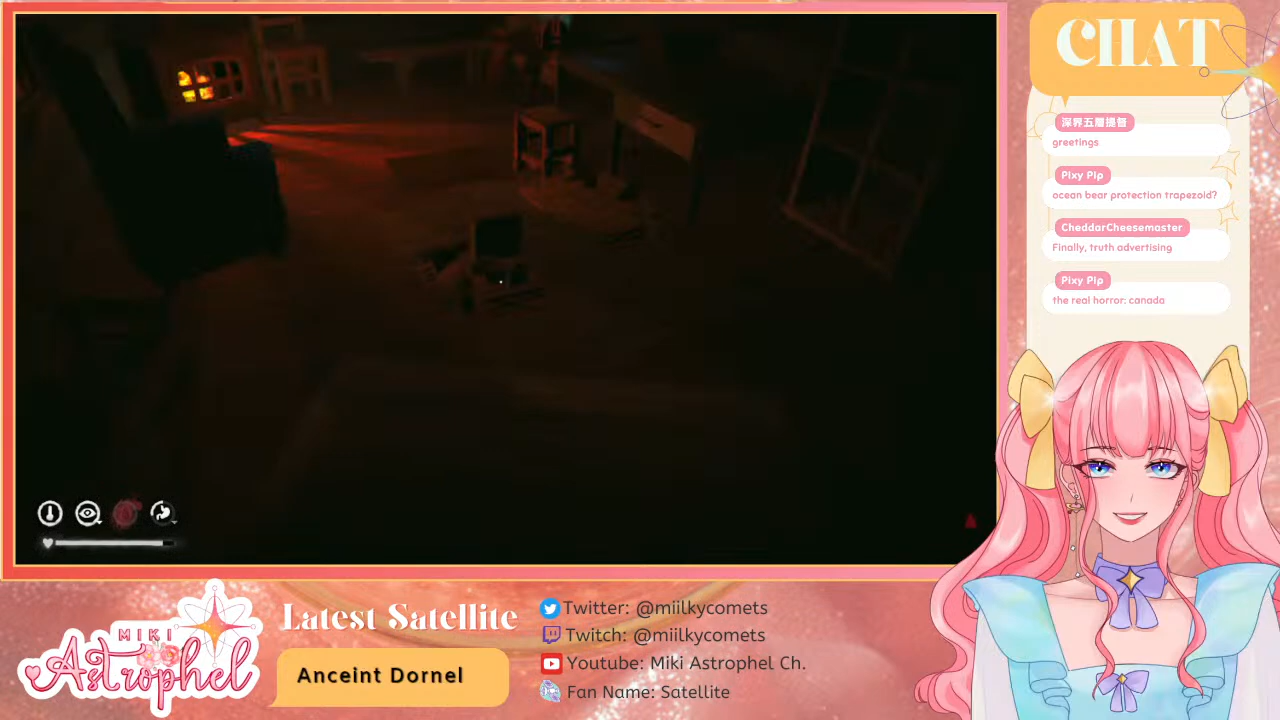 CHAT
深界五層提督
greetings
Pixy Pip
ocean bear protection trapezoid?
CheddarCheesemaster
Finally, truth advertising
Pixy Pip
the real horror: canada
MIKI
Astrophel
Latest Satellite
Anceint Dornel
Twitter: @miilkycomets
Twitch: @miilkycomets
Youtube: Miki Astrophel Ch.
Fan Name: Satellite